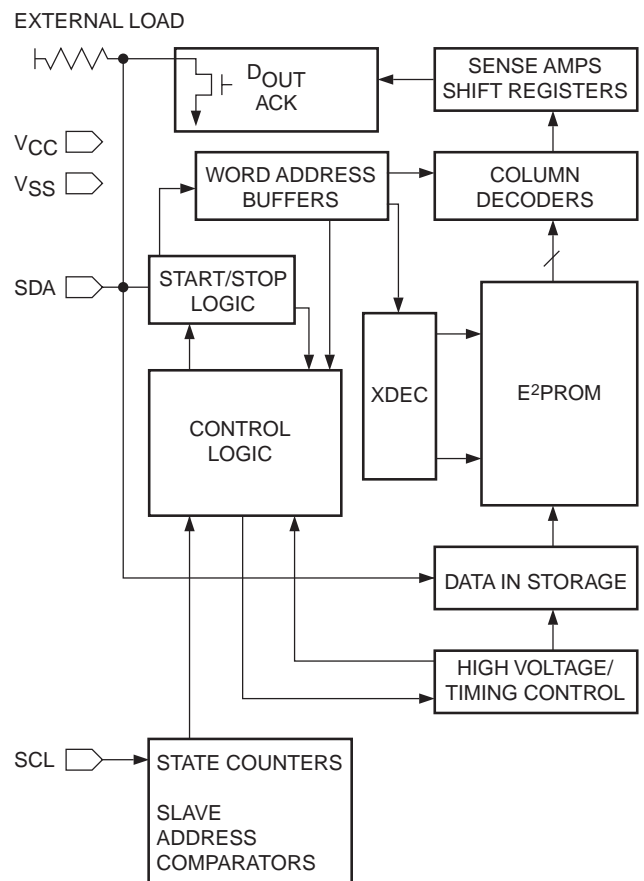 EXTERNAL LOAD
DOUT
ACK
SENSE AMPS
SHIFT REGISTERS
VCC
VSS
WORD ADDRESS
BUFFERS
COLUMN
DECODERS
SDA
START/STOP
LOGIC
XDEC
E²PROM
CONTROL
LOGIC
DATA IN STORAGE
HIGH VOLTAGE/
TIMING CONTROL
SCL
STATE COUNTERS
SLAVE
ADDRESS
COMPARATORS